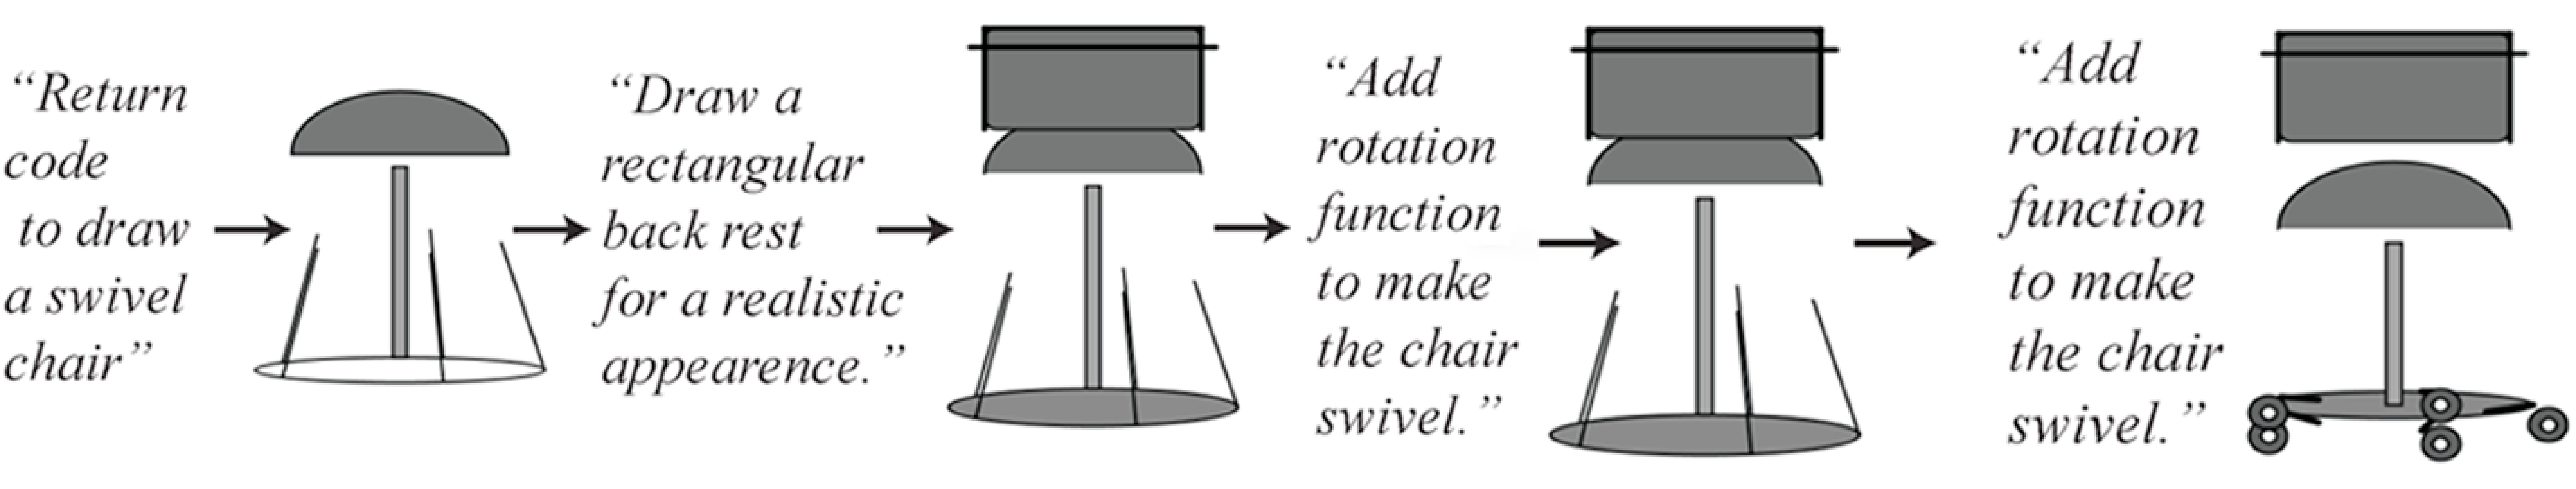 “Return
code
to draw
a swivel
chair”
“Draw a
rectangular
back rest
for a realistic
appearence.”
“Add
rotation
function
to make
the chair
swivel.”
“Add
rotation
function
to make
the chair
swivel.”